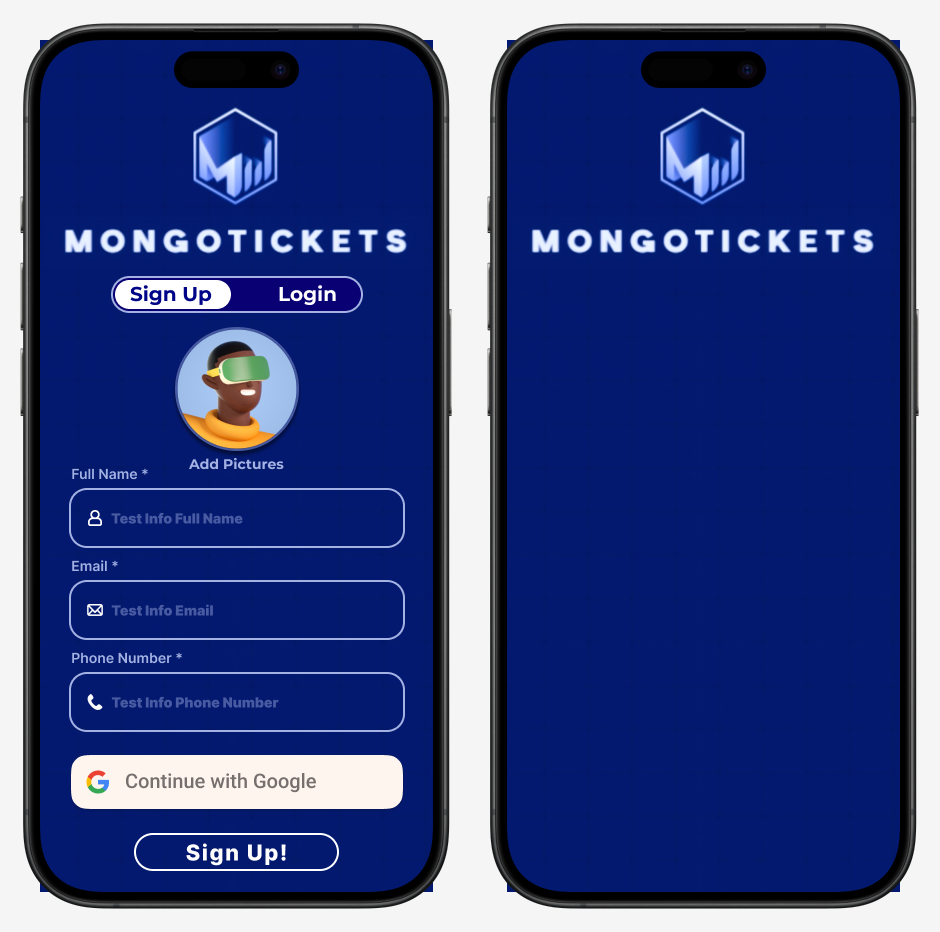 MONGOTICKETS
Sign Up Login
Add Pictures
Full Name *
Test Info Full Name
Email *
Test Info Email
Phone Number *
Test Info Phone Number
Continue with Google
Sign Up!
MONGOTICKETS